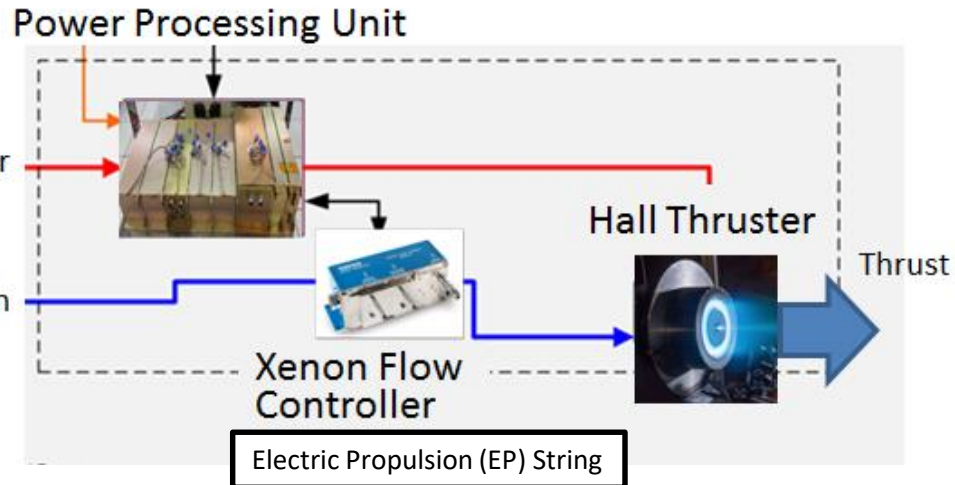 Power Processing Unit
r
Hall Thruster
Thrust
n
Xenon Flow
Controller
Electric Propulsion (EP) String